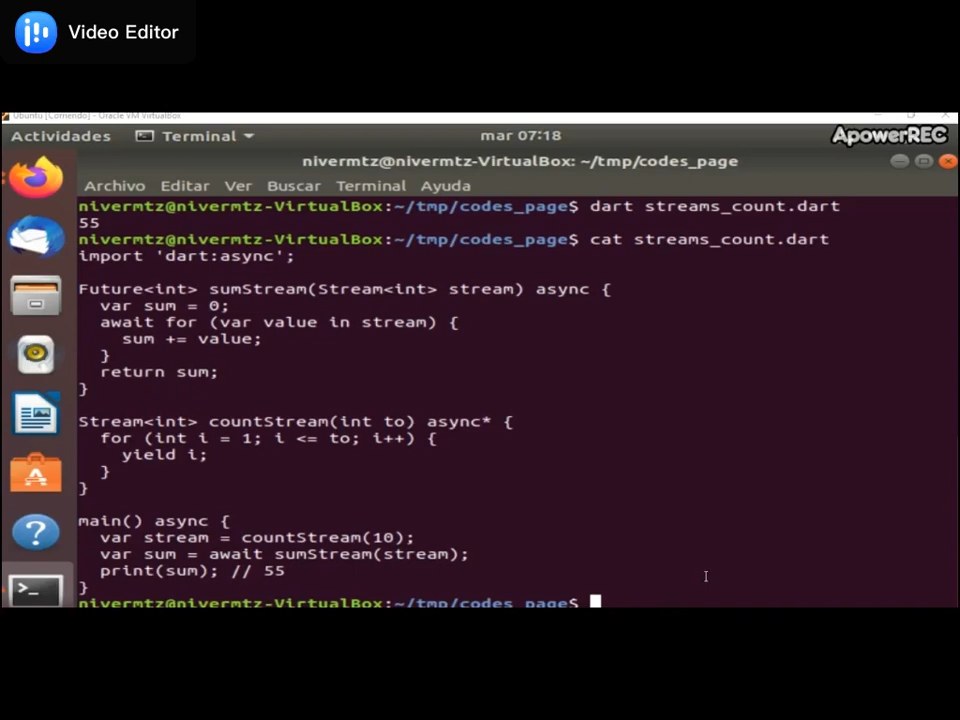 Video Editor
Ubuntu [Corriendo] - Oracle VM VirtualBox
Actividades Terminal mar 07:18 ApowerREC
nivermtz@nivermtz-VirtualBox: ~/tmp/codes_page
Archivo Editar Ver Buscar Terminal Ayuda
nivermtz@nivermtz-VirtualBox:~/tmp/codes_page$ dart streams_count.dart
55
nivermtz@nivermtz-VirtualBox:~/tmp/codes_page$ cat streams_count.dart
import 'dart:async';
Future<int> sumStream(Stream<int> stream) async {
  var sum = 0;
  await for (var value in stream) {
    sum += value;
  }
  return sum;
}
Stream<int> countStream(int to) async* {
  for (int i = 1; i <= to; i++) {
    yield i;
  }
}
main() async {
  var stream = countStream(10);
  var sum = await sumStream(stream);
  print(sum); // 55
}
nivermtz@nivermtz-VirtualBox:~/tmp/codes_page$